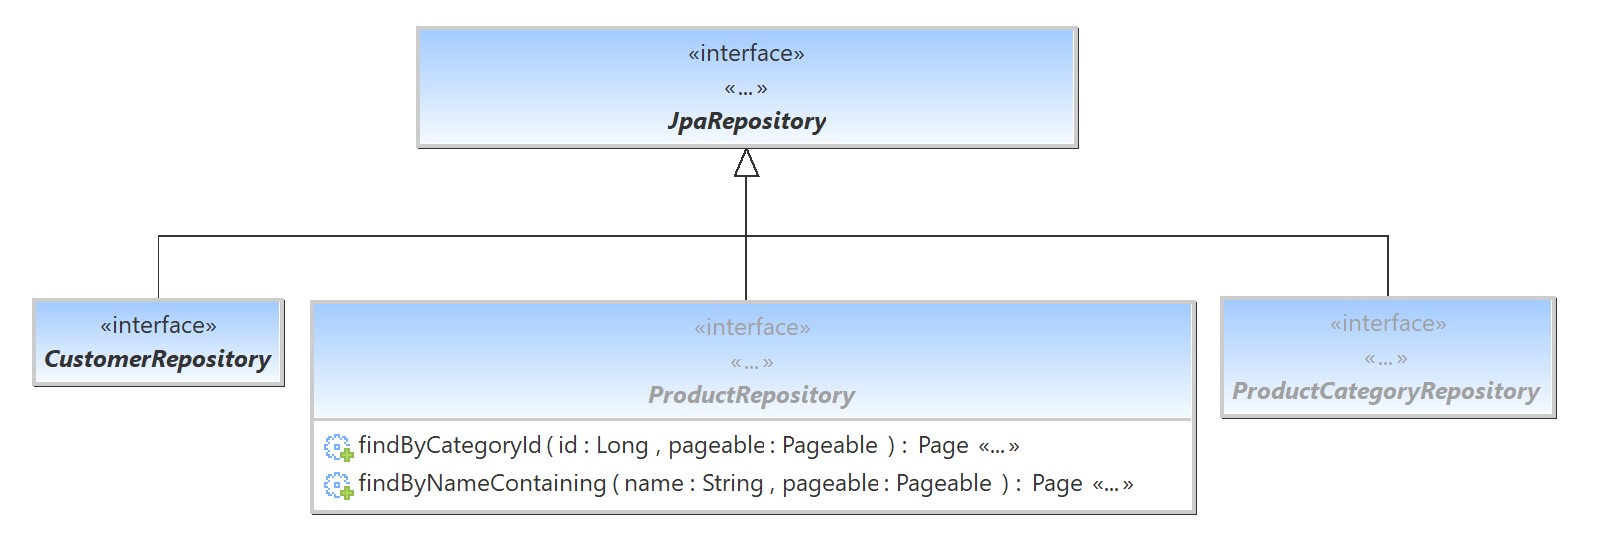 «interface»
«...»
JpaRepository
«interface»
CustomerRepository
«interface»
«...»
ProductRepository
findByCategoryId ( id : Long , pageable : Pageable ) : Page «...»
findByNameContaining ( name : String , pageable : Pageable ) : Page «...»
«interface»
«...»
ProductCategoryRepository